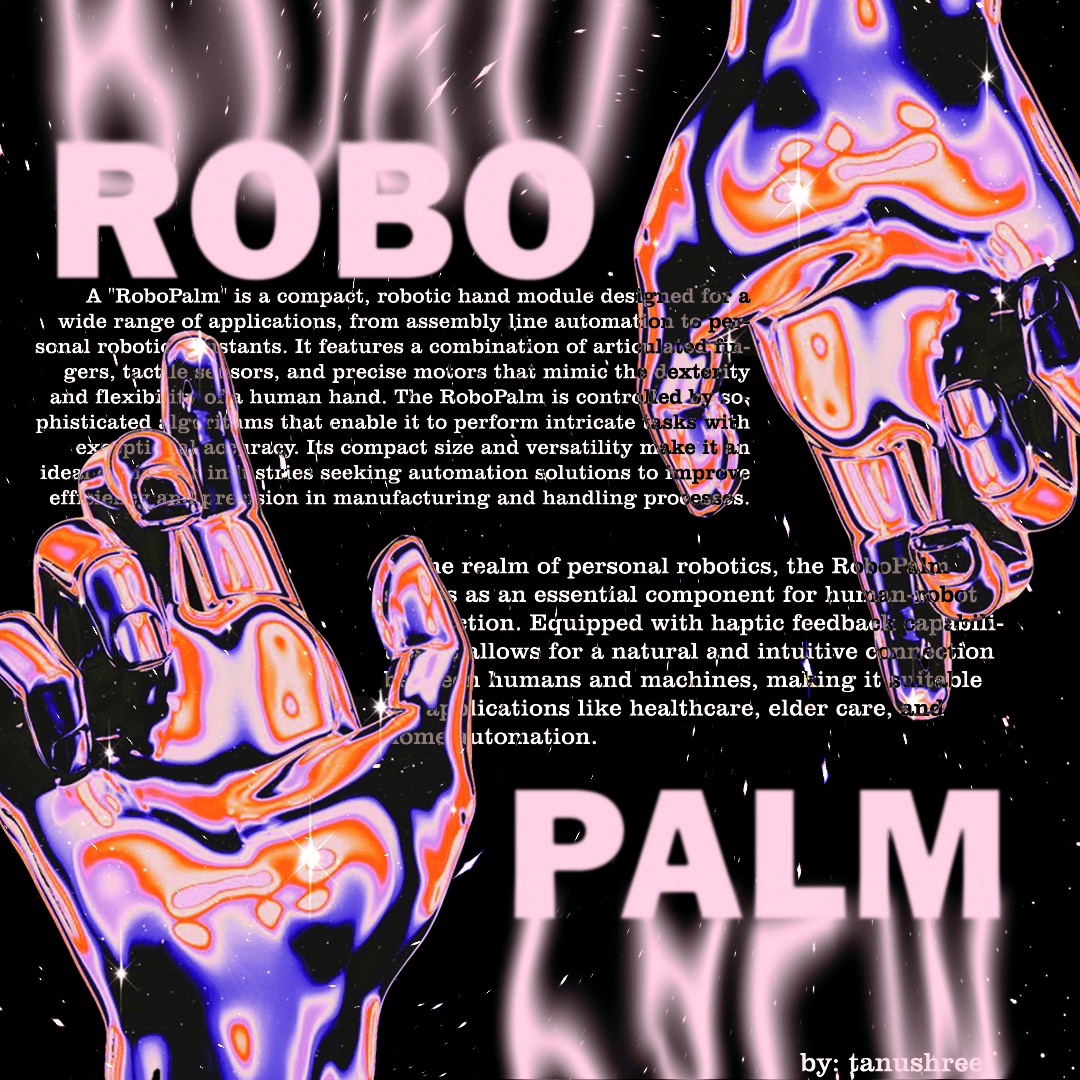 ROBO
A "RoboPalm" is a compact, robotic hand module designed for a
wide range of applications, from assembly line automation to per-
sonal robotic assistants. It features a combination of articulated fin-
gers, tactile sensors, and precise motors that mimic the dexterity
and flexibility of a human hand. The RoboPalm is controlled by so-
phisticated algorithms that enable it to perform intricate tasks with
exceptional accuracy. Its compact size and versatility make it an
ideal industries seeking automation solutions to improve
efficiency and precision in manufacturing and handling processes.
the realm of personal robotics, the RoboPalm
as an essential component for human-robot
interaction. Equipped with haptic feedback capabili-
allows for a natural and intuitive connection
between humans and machines, making it suitable
applications like healthcare, elder care, and
home automation.
PALM
by: tanushree